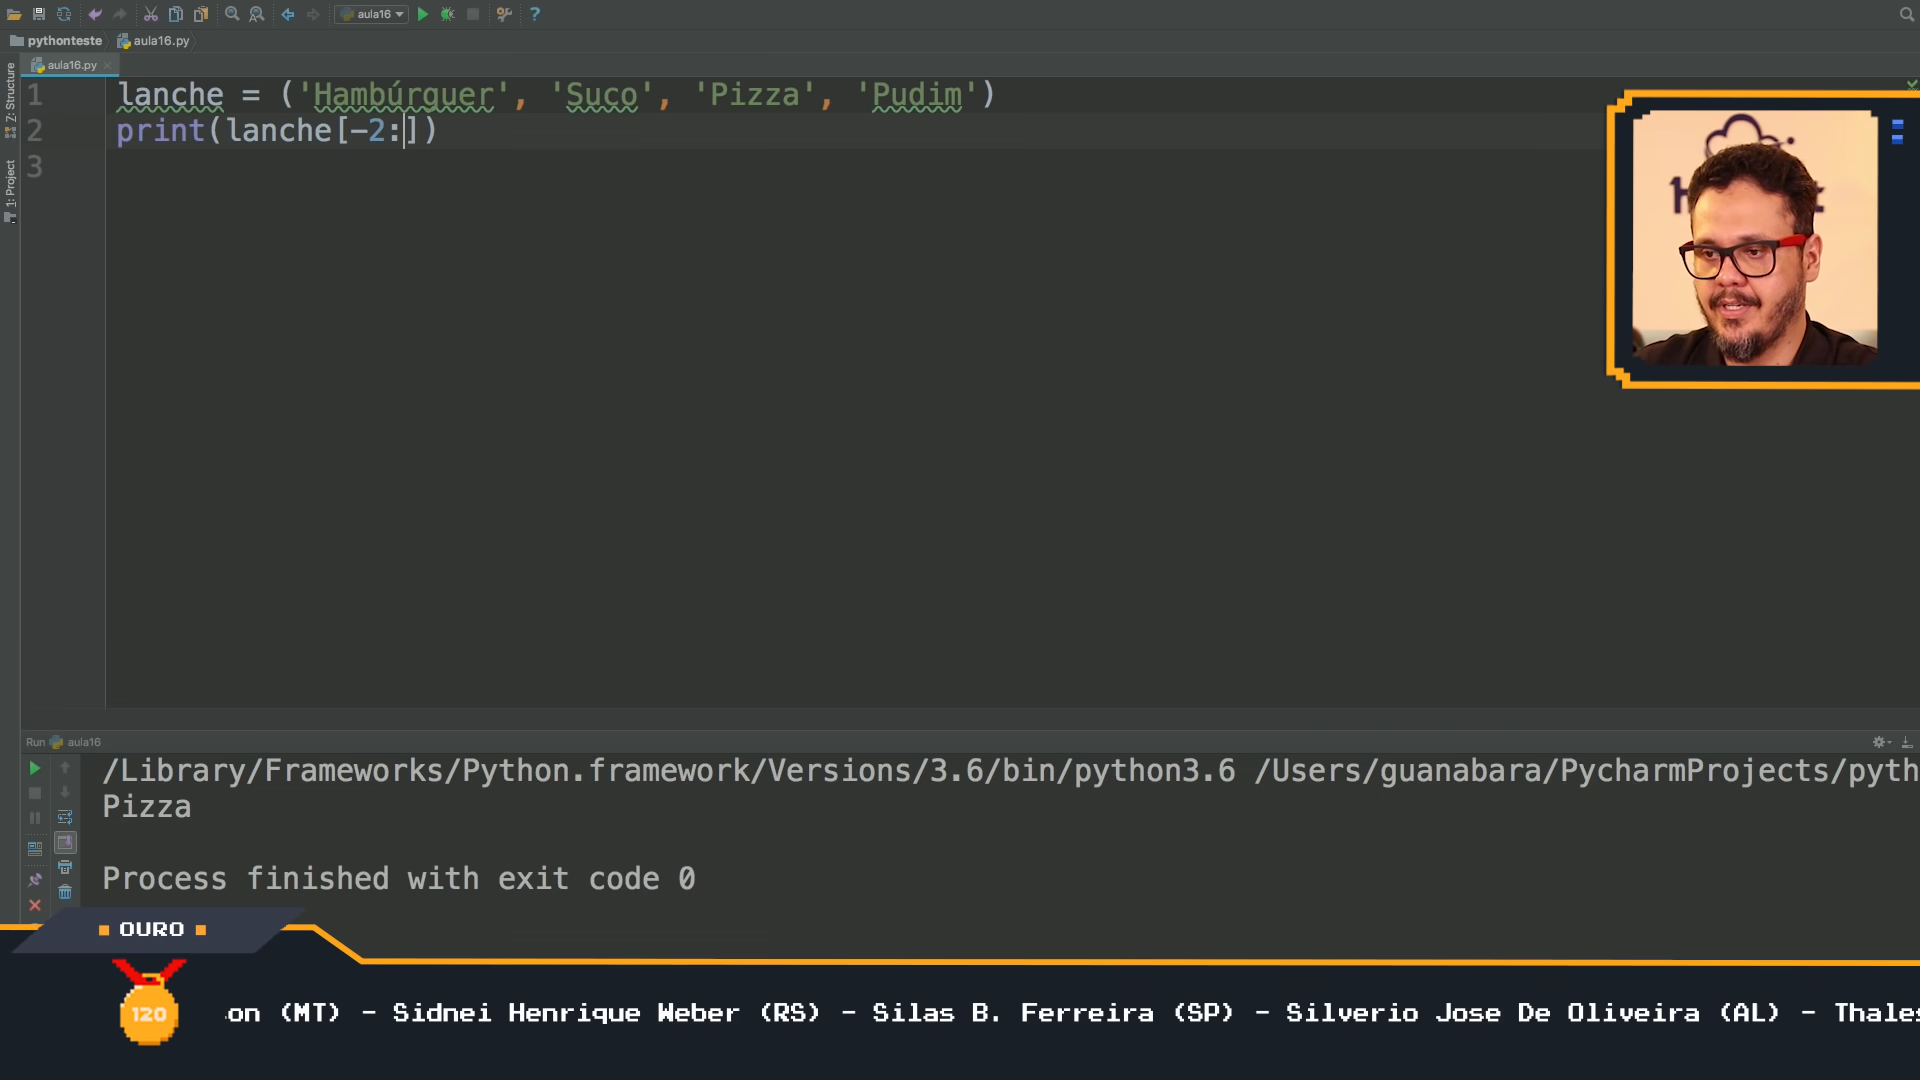 aula16
pythonteste
aula16.py
aula16.py
Z: Structure
1: Project
1 lanche = ('Hambúrguer', 'Suco', 'Pizza', 'Pudim')
2 print(lanche[-2:])
3
Run aula16
/Library/Frameworks/Python.framework/Versions/3.6/bin/python3.6 /Users/guanabara/PycharmProjects/pyth
Pizza
Process finished with exit code 0
OURO
120
on (MT) - Sidnei Henrique Weber (RS) - Silas B. Ferreira (SP) - Silverio Jose De Oliveira (AL) - Thales